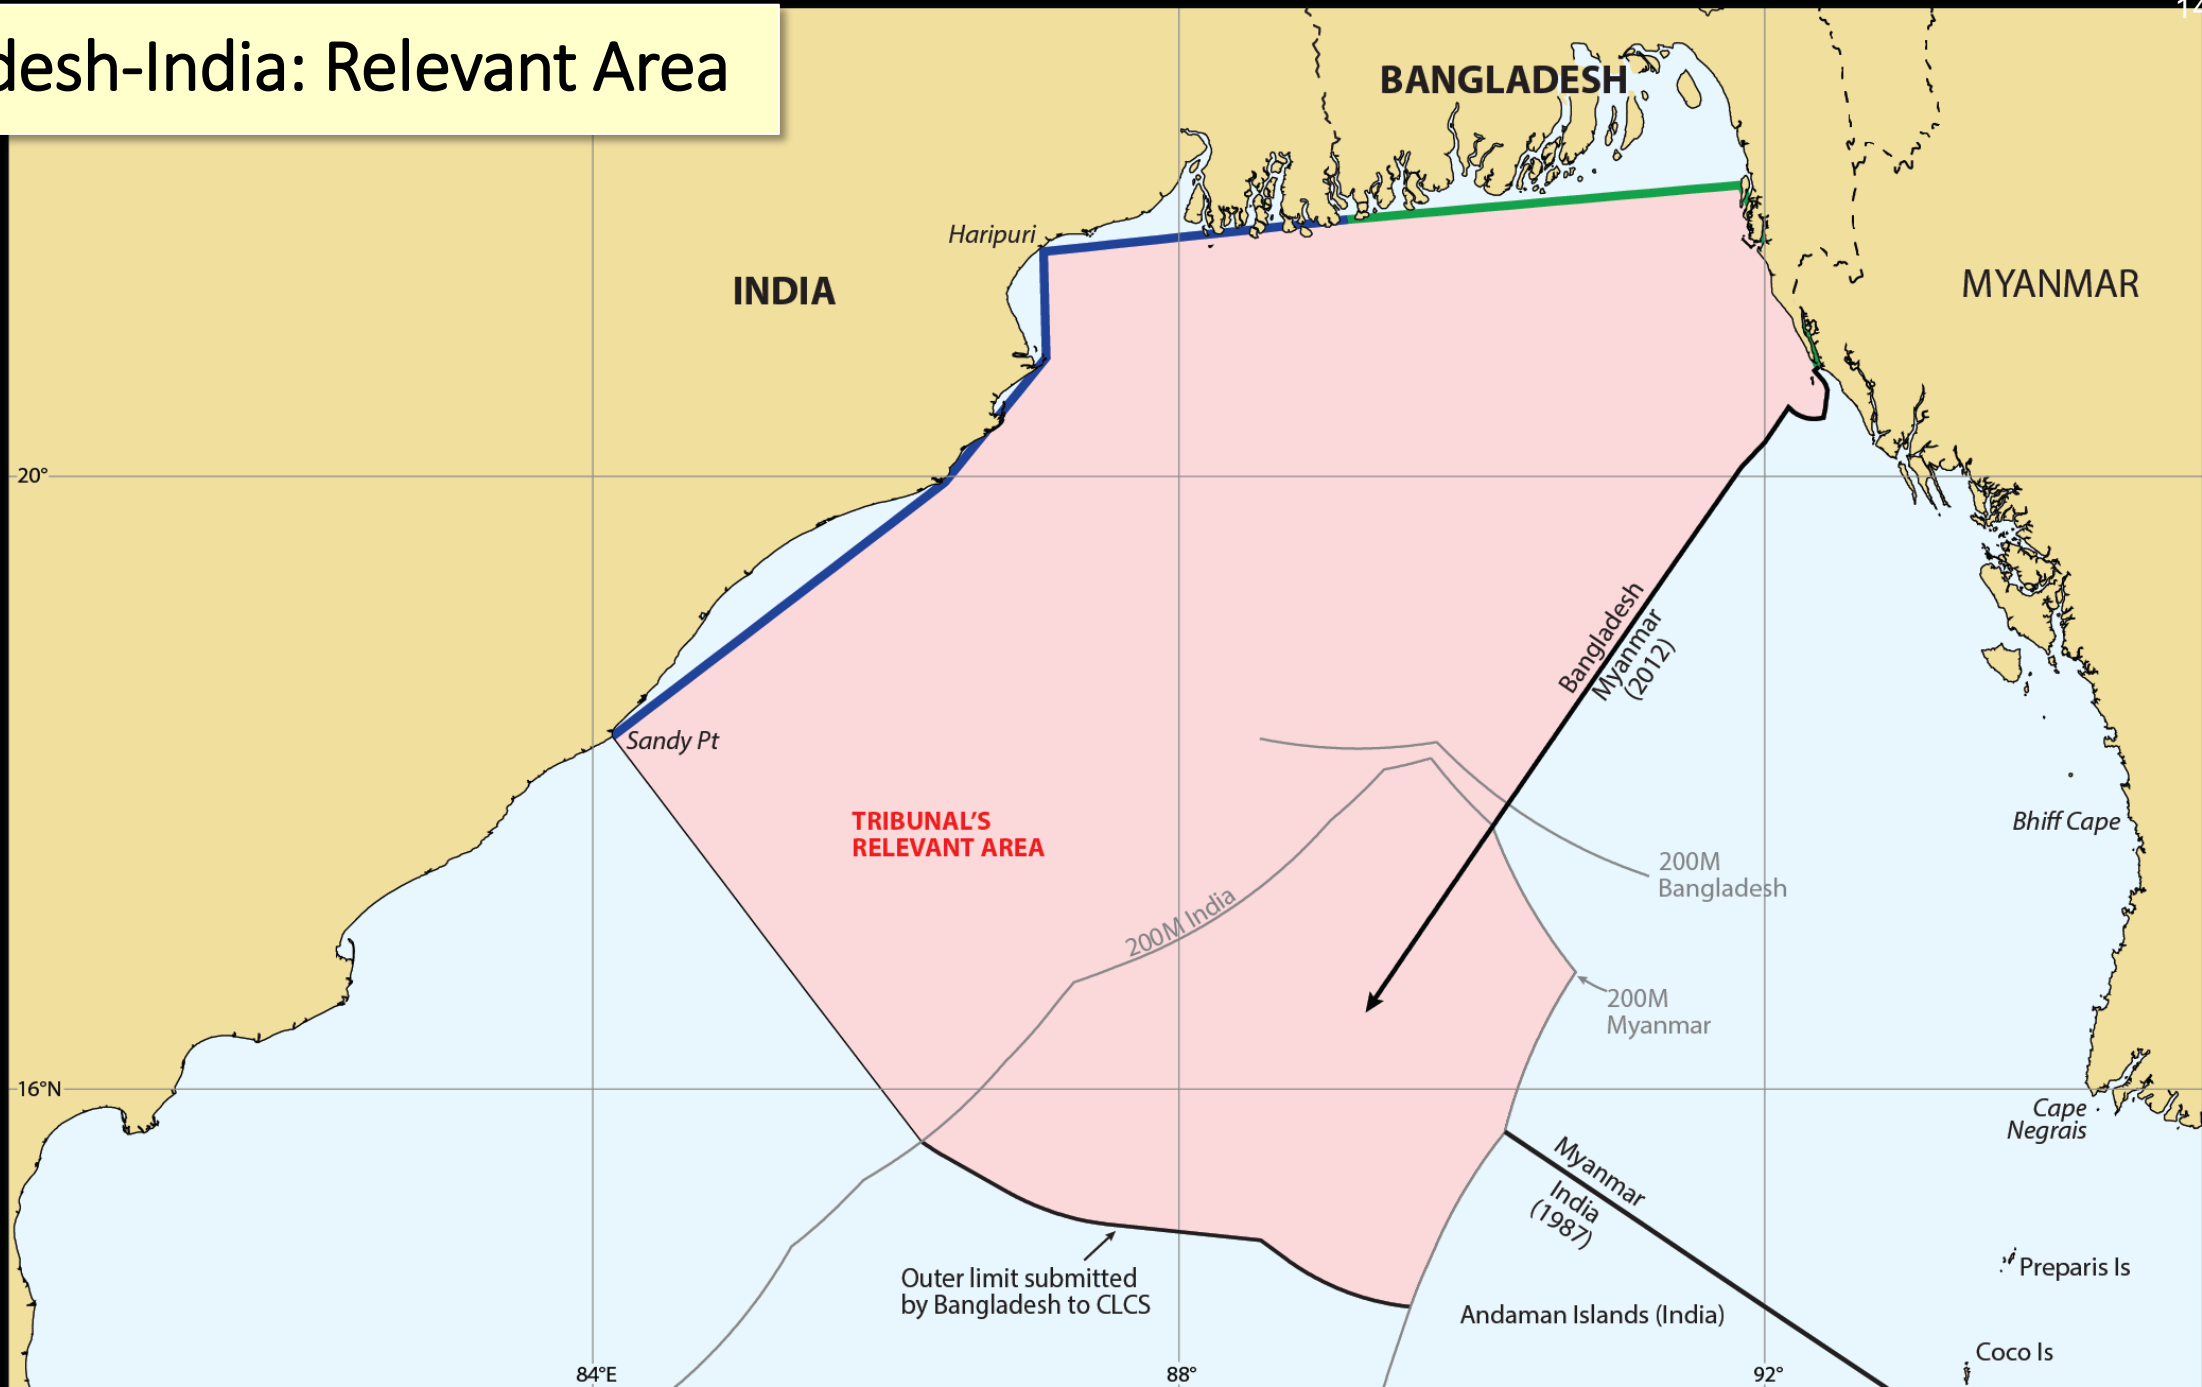 14
desh-India: Relevant Area
BANGLADESH
Haripuri
INDIA
MYANMAR
20°
Bangladesh
Myanmar
(2012)
Sandy Pt
TRIBUNAL'S
RELEVANT AREA
Bhiff Cape
200M
Bangladesh
200M India
200M
Myanmar
16°N
Cape
Negrais
Myanmar
India
(1987)
Outer limit submitted
by Bangladesh to CLCS
Preparis Is
Andaman Islands (India)
Coco Is
84°E
88°
92°